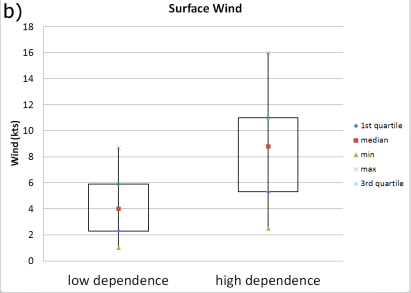 b)
Surface Wind
Wind (kts)
18
16
14
12
10
8
6
4
2
0
low dependence high dependence
1st quartile
median
min
max
3rd quartile